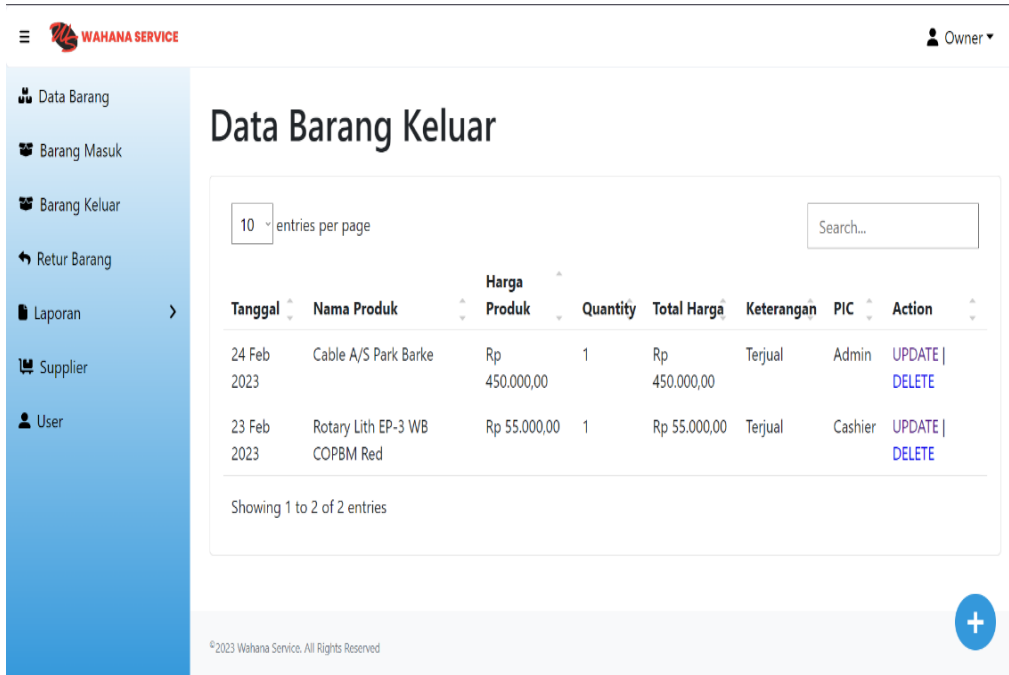 WAHANA SERVICE
Owner
Data Barang
Barang Masuk
Barang Keluar
Retur Barang
Laporan
Supplier
User
Data Barang Keluar
10 entries per page
Search...
Tanggal Nama Produk Harga Produk Quantity Total Harga Keterangan PIC Action
24 Feb 2023 Cable A/S Park Barke Rp 450.000,00 1 Rp 450.000,00 Terjual Admin UPDATE | DELETE
23 Feb 2023 Rotary Lith EP-3 WB COPBM Red Rp 55.000,00 1 Rp 55.000,00 Terjual Cashier UPDATE | DELETE
Showing 1 to 2 of 2 entries
+
©2023 Wahana Service. All Rights Reserved